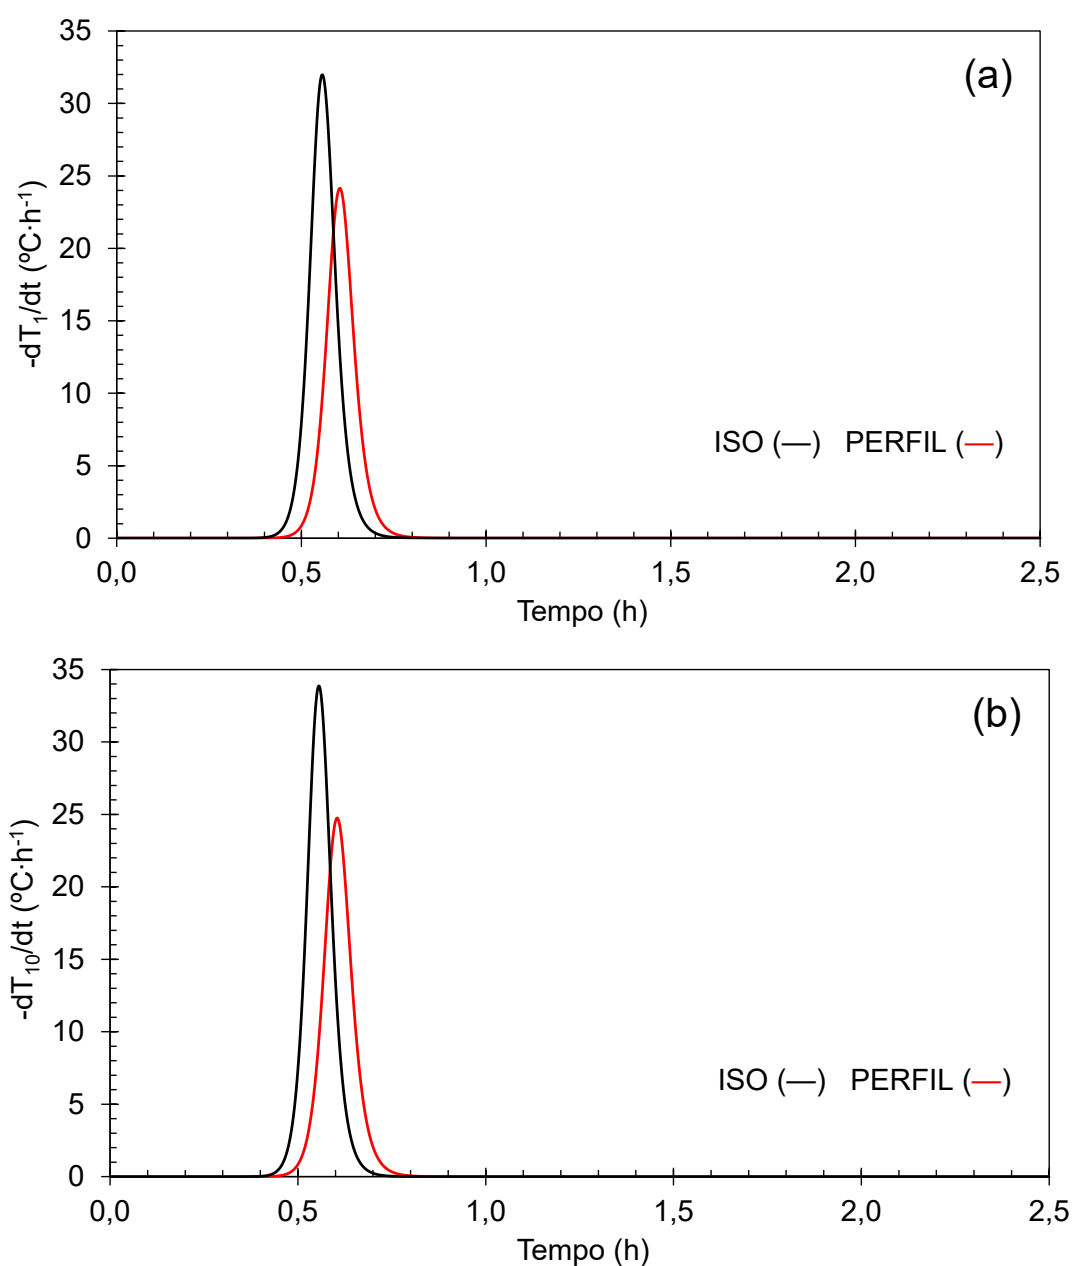 35
(a)
30
25
20
15
10
5
0
-dT₁/dt (ºC·h⁻¹)
ISO (—) PERFIL (—)
0,0 0,5 1,0 1,5 2,0 2,5
Tempo (h)
35
(b)
30
25
20
15
10
5
0
-dT₁₀/dt (ºC·h⁻¹)
ISO (—) PERFIL (—)
0,0 0,5 1,0 1,5 2,0 2,5
Tempo (h)